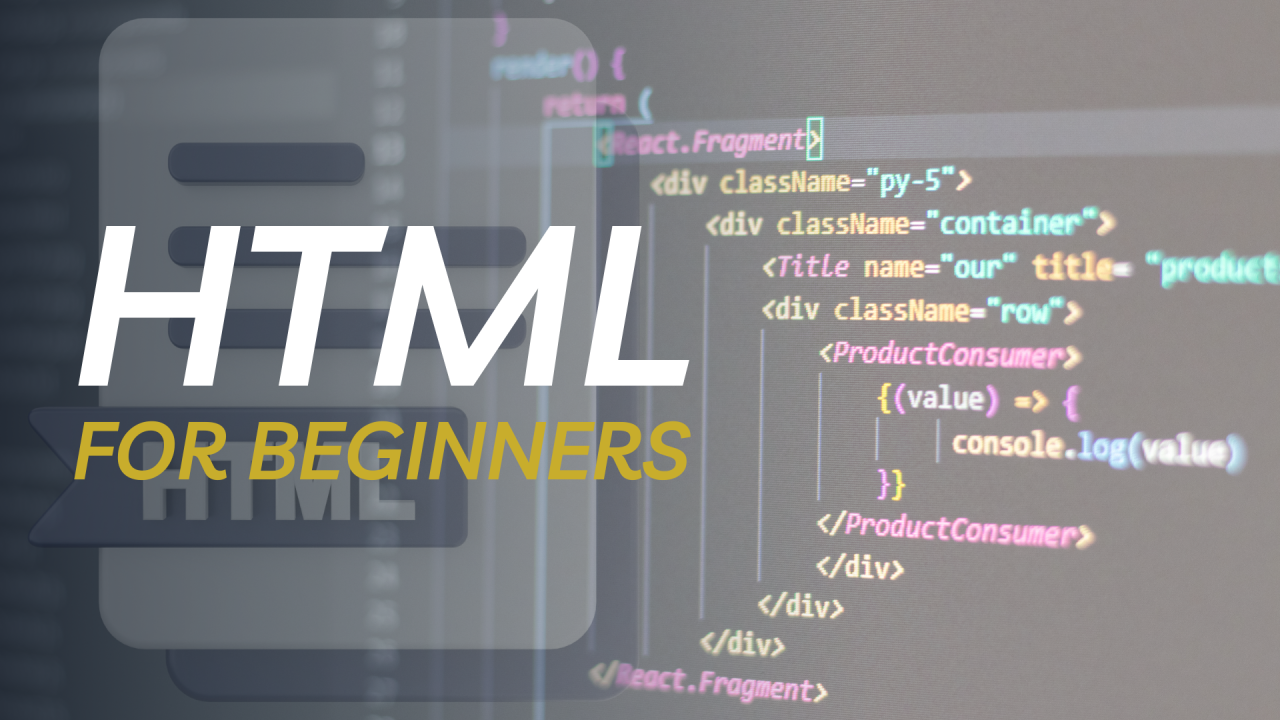 HTML
FOR BEGINNERS
HTML
}
render() {
return (
<React.Fragment>
<div className="py-5">
<div className="container">
<Title name="our" title= "product
<div className="row">
<ProductConsumer>
{(value) => {
console.log(value)
}}
</ProductConsumer>
</div>
</div>
</div>
</React.Fragment>